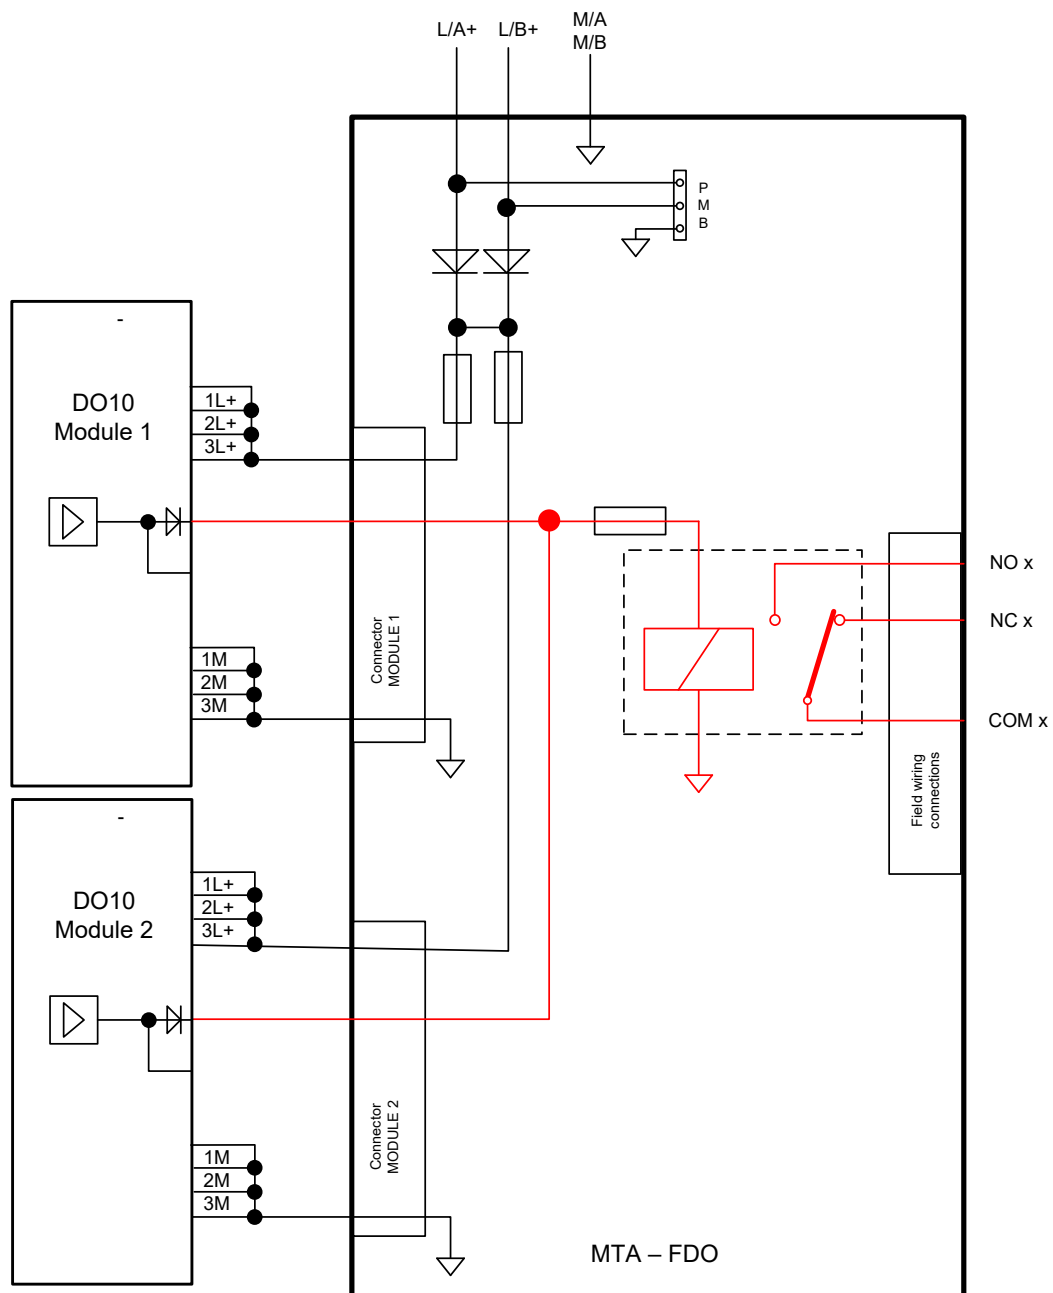 L/A+
L/B+
M/A
M/B
P
M
B
-
DO10
Module 1
1L+
2L+
3L+
Connector
MODULE 1
1M
2M
3M
NO x
NC x
COM x
Field wiring
connections
-
DO10
Module 2
1L+
2L+
3L+
Connector
MODULE 2
1M
2M
3M
MTA – FDO